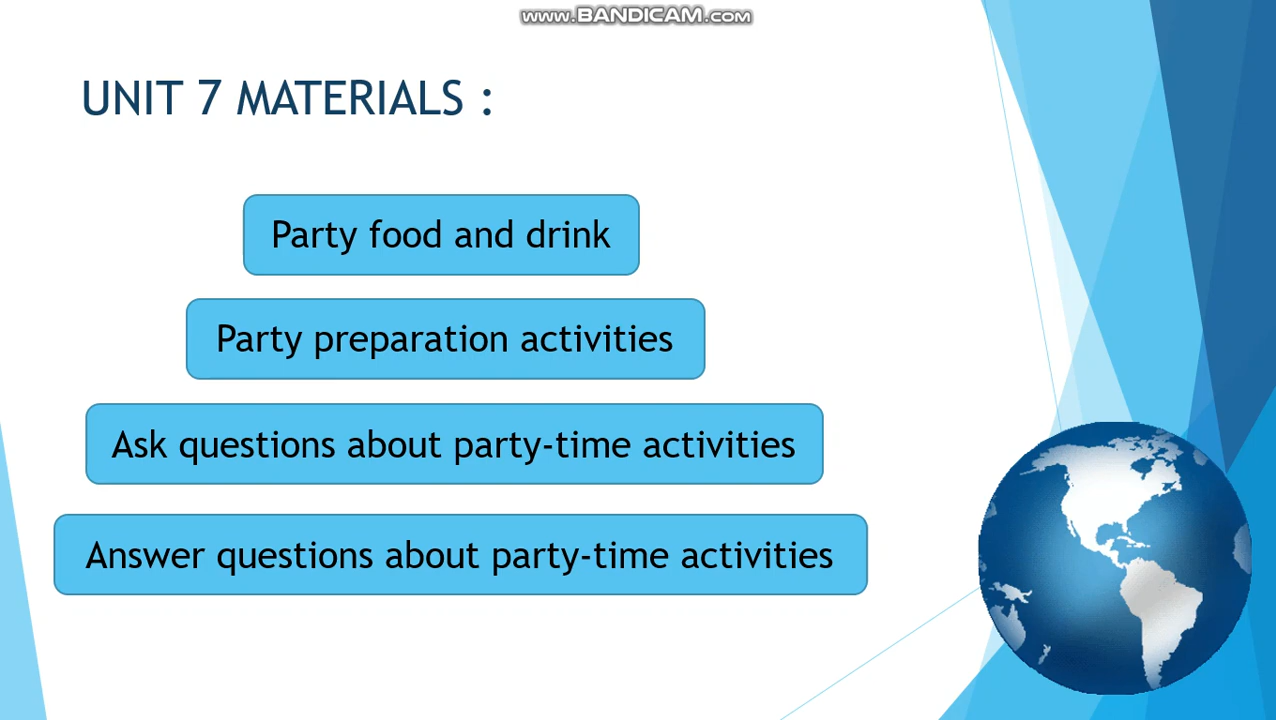 www.BANDICAM.com
UNIT 7 MATERIALS :
Party food and drink
Party preparation activities
Ask questions about party-time activities
Answer questions about party-time activities